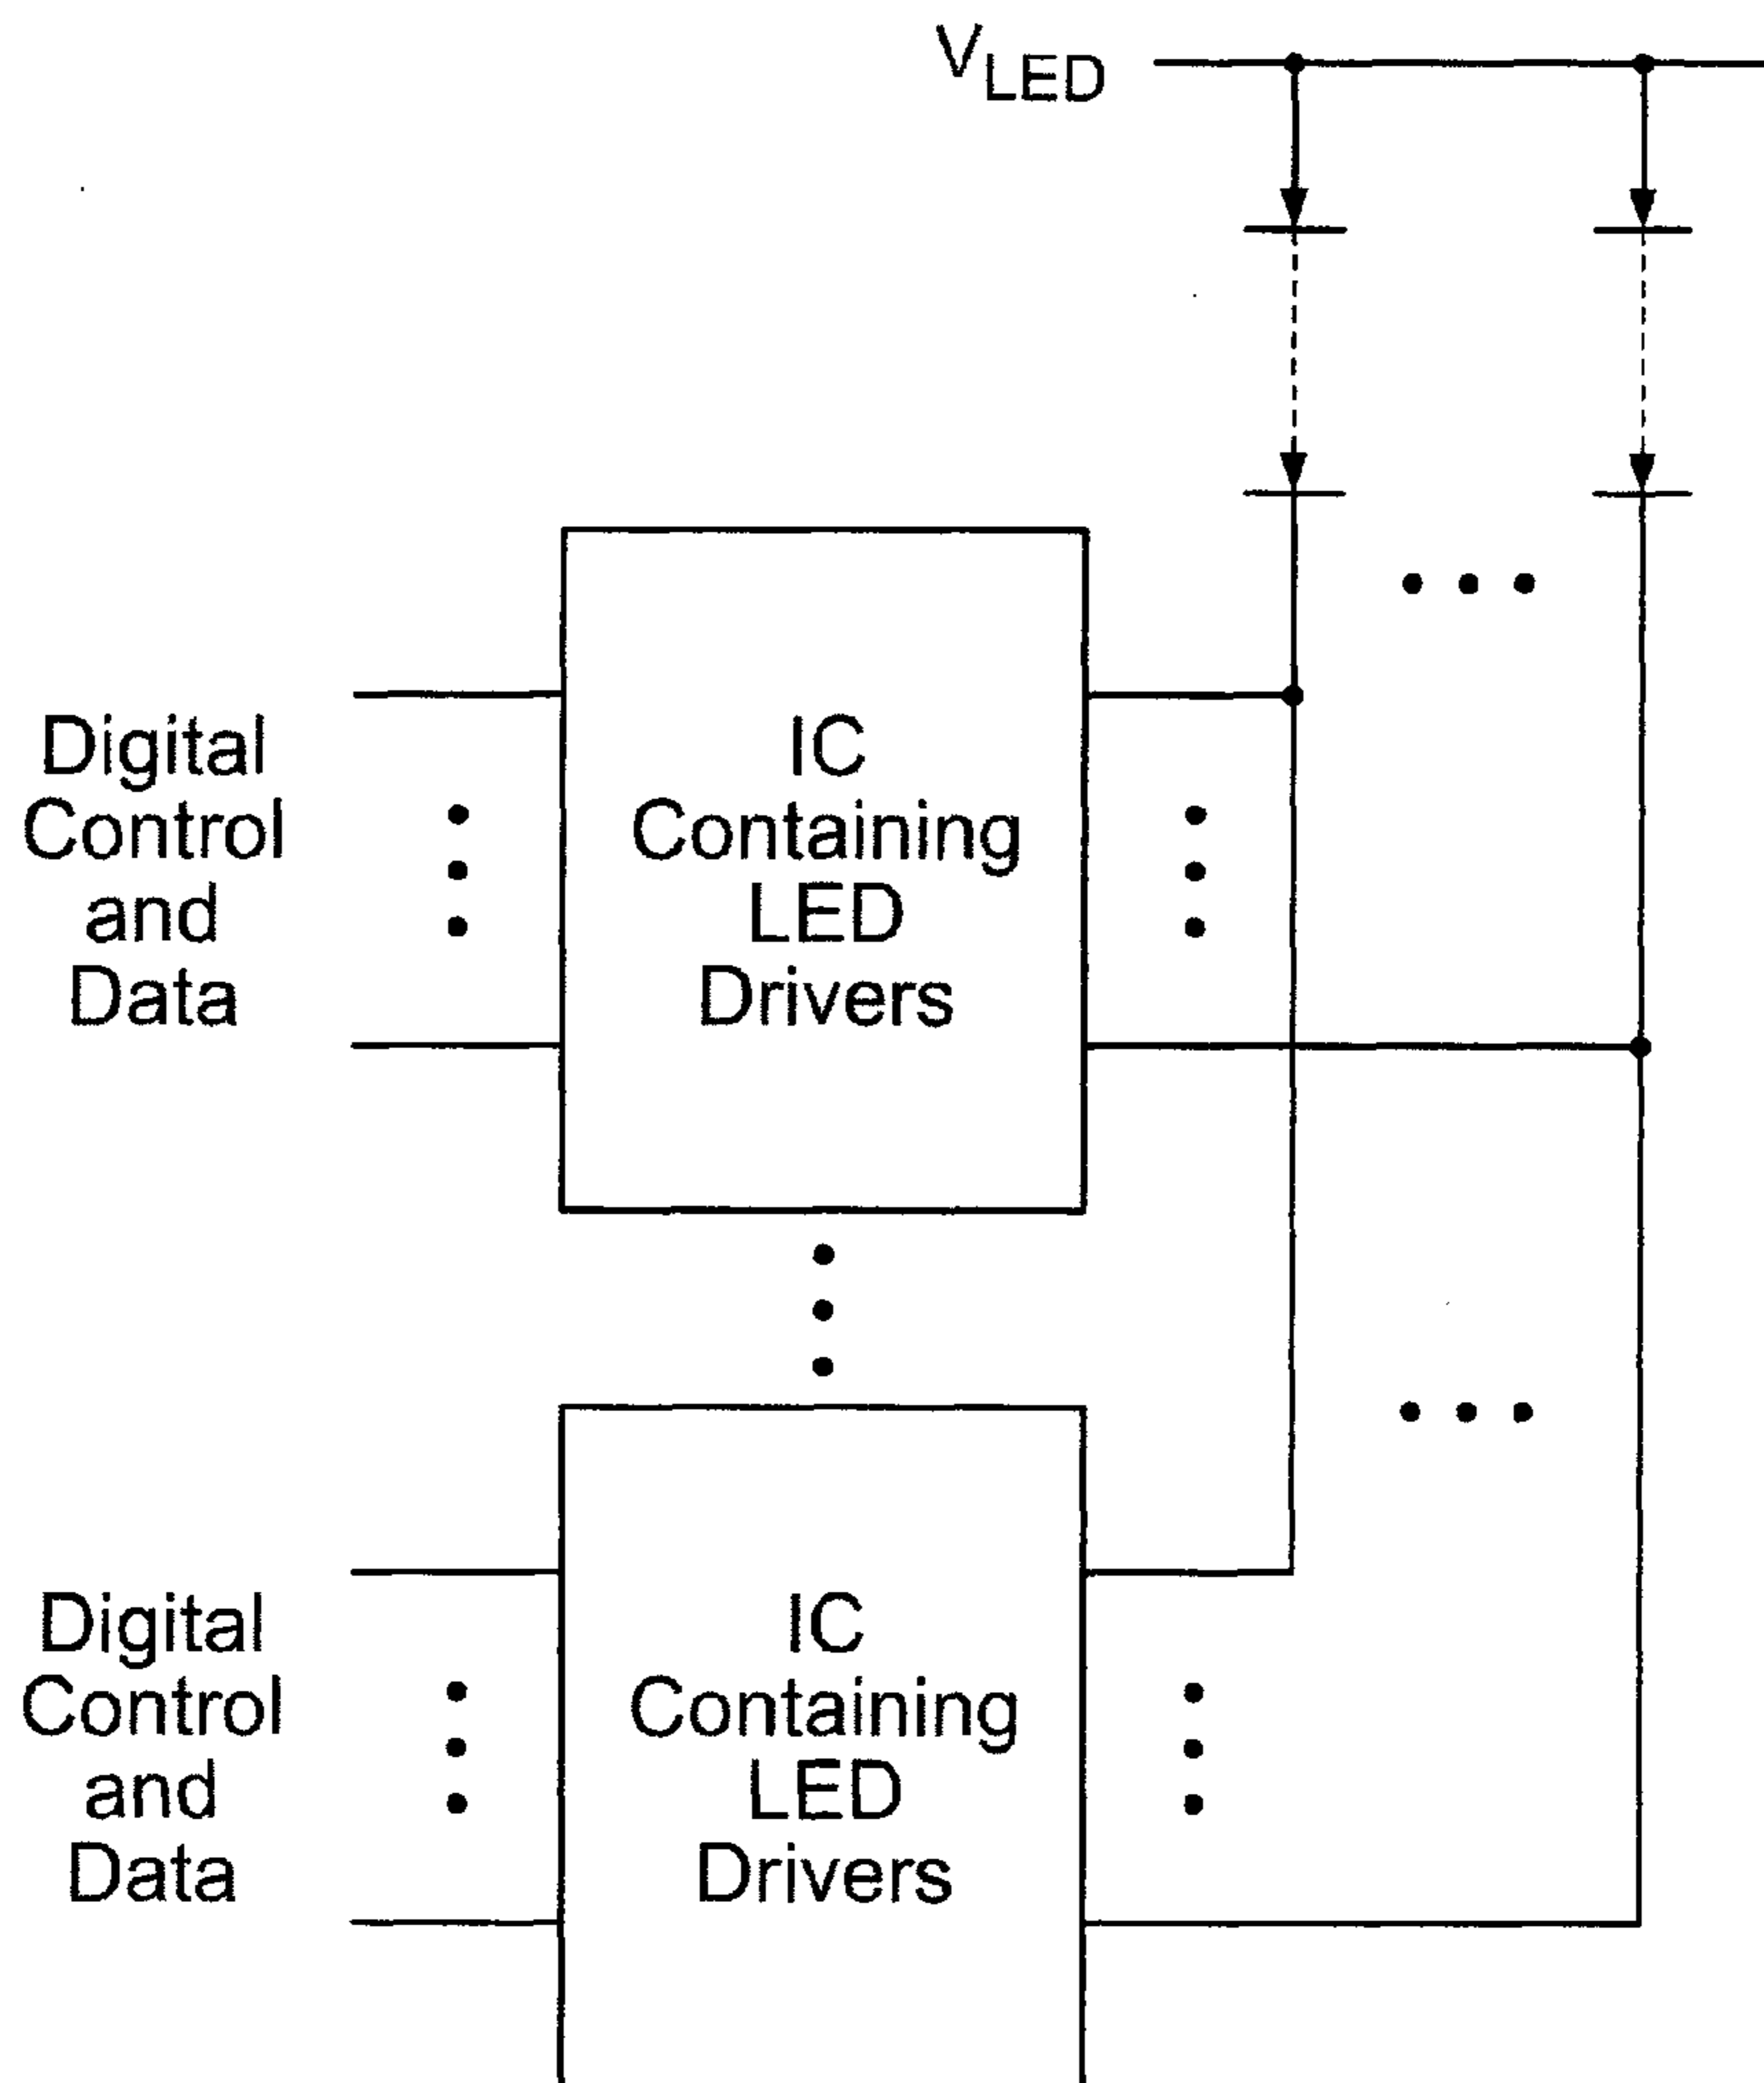 VLED
Digital
Control
and
Data
IC
Containing
LED
Drivers
Digital
Control
and
Data
IC
Containing
LED
Drivers